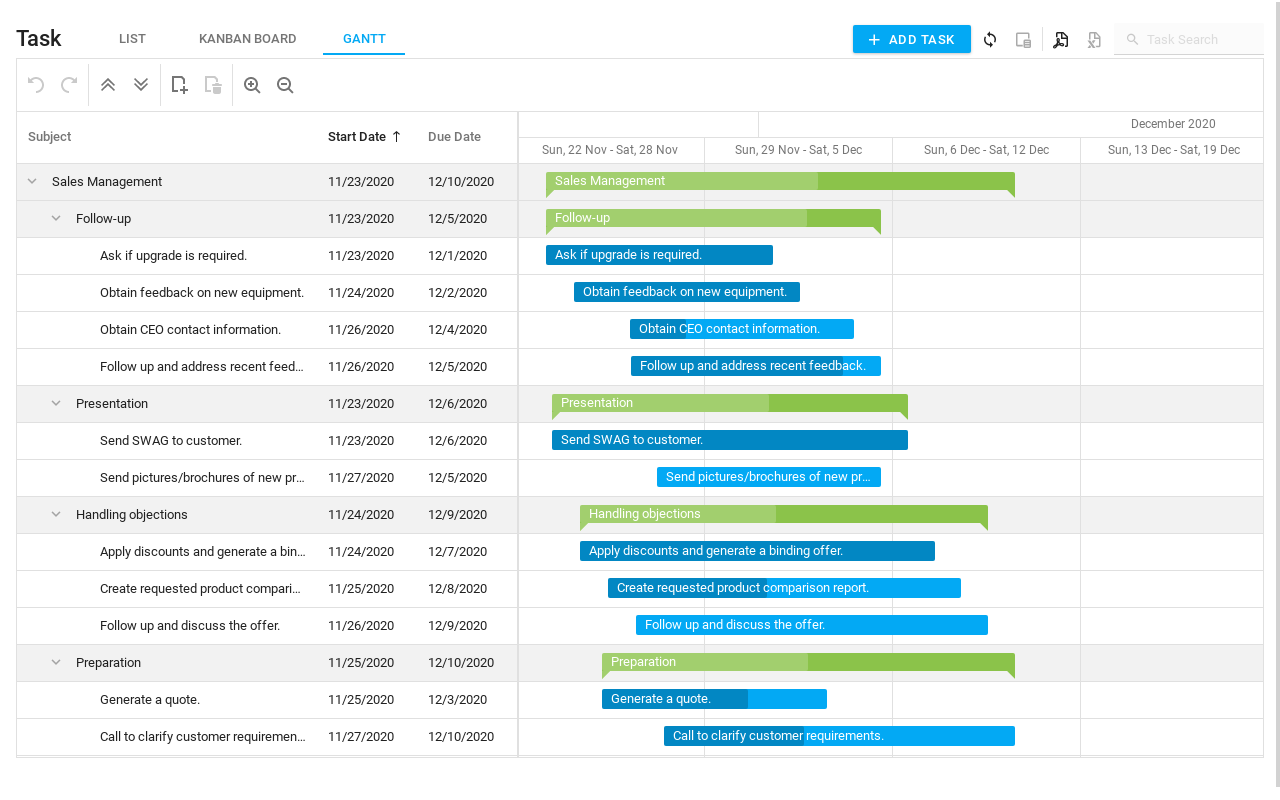 Task LIST KANBAN BOARD GANTT ADD TASK Task Search
Subject Start Date Due Date December 2020
Sun, 22 Nov - Sat, 28 Nov Sun, 29 Nov - Sat, 5 Dec Sun, 6 Dec - Sat, 12 Dec Sun, 13 Dec - Sat, 19 Dec
Sales Management 11/23/2020 12/10/2020 Sales Management
Follow-up 11/23/2020 12/5/2020 Follow-up
Ask if upgrade is required. 11/23/2020 12/1/2020 Ask if upgrade is required.
Obtain feedback on new equipment. 11/24/2020 12/2/2020 Obtain feedback on new equipment.
Obtain CEO contact information. 11/26/2020 12/4/2020 Obtain CEO contact information.
Follow up and address recent feed... 11/26/2020 12/5/2020 Follow up and address recent feedback.
Presentation 11/23/2020 12/6/2020 Presentation
Send SWAG to customer. 11/23/2020 12/6/2020 Send SWAG to customer.
Send pictures/brochures of new pr... 11/27/2020 12/5/2020 Send pictures/brochures of new pr...
Handling objections 11/24/2020 12/9/2020 Handling objections
Apply discounts and generate a bin... 11/24/2020 12/7/2020 Apply discounts and generate a binding offer.
Create requested product compari... 11/25/2020 12/8/2020 Create requested product comparison report.
Follow up and discuss the offer. 11/26/2020 12/9/2020 Follow up and discuss the offer.
Preparation 11/25/2020 12/10/2020 Preparation
Generate a quote. 11/25/2020 12/3/2020 Generate a quote.
Call to clarify customer requiremen... 11/27/2020 12/10/2020 Call to clarify customer requirements.